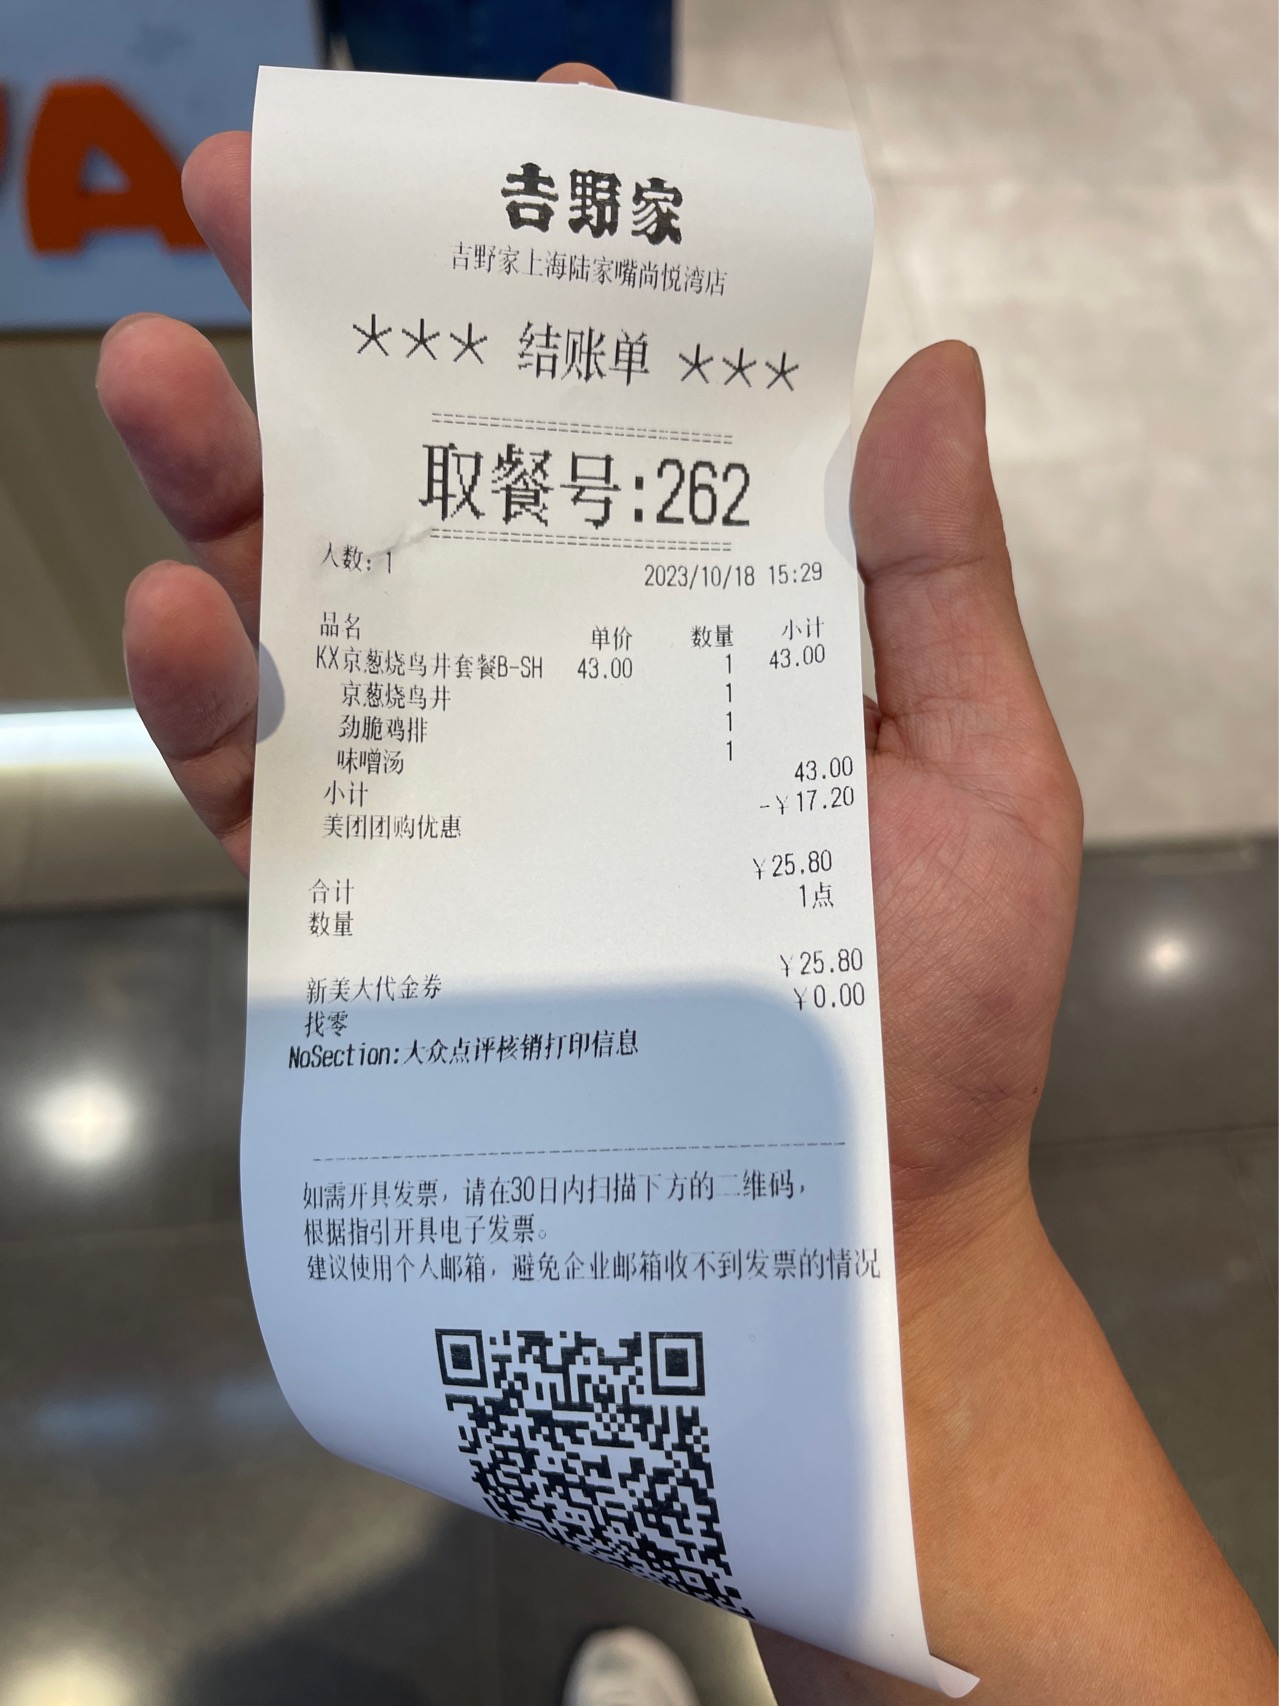 A
吉野家
吉野家上海陆家嘴尚悦湾店
*** 结账单 ***
取餐号:262
人数:1 2023/10/18 15:29
品名 单价 数量 小计
KX京葱烧鸟井套餐B-SH 43.00 1 43.00
京葱烧鸟井 1
劲脆鸡排 1
味噌汤 1
小计 43.00
美团团购优惠 -¥17.20
合计 ¥25.80
数量 1点
新美大代金券 ¥25.80
找零 ¥0.00
NoSection:大众点评核销打印信息
如需开具发票，请在30日内扫描下方的二维码，
根据指引开具电子发票。
建议使用个人邮箱，避免企业邮箱收不到发票的情况